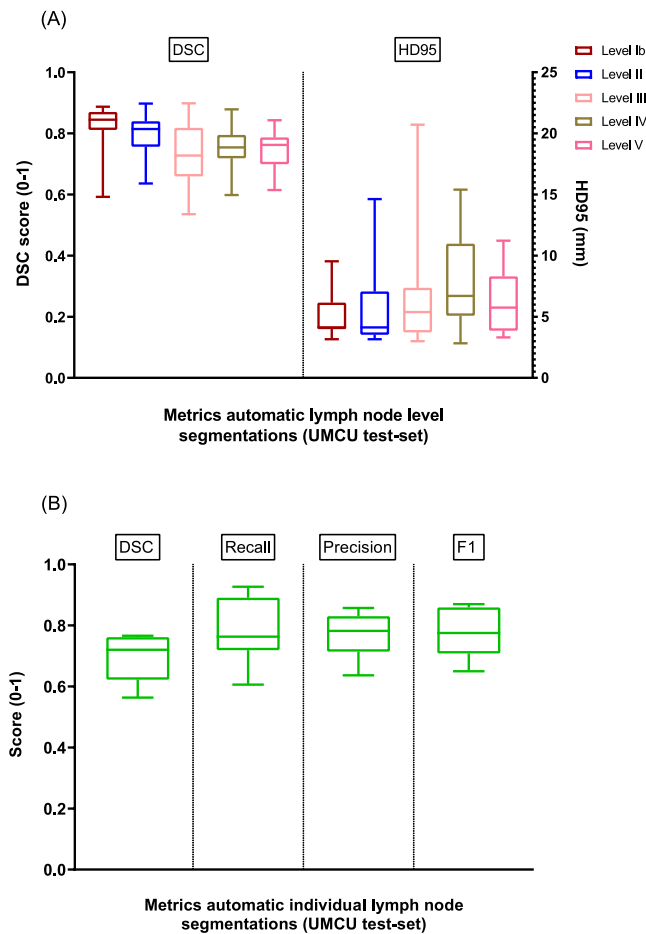 (A)
DSC
HD95
Level Ib
Level II
Level III
Level IV
Level V
DSC score (0-1)
1.0
0.8
0.6
0.4
0.2
0.0
HD95 (mm)
25
20
15
10
5
0
Metrics automatic lymph node level
segmentations (UMCU test-set)
(B)
DSC
Recall
Precision
F1
Score (0-1)
1.0
0.8
0.6
0.4
0.2
0.0
Metrics automatic individual lymph node
segmentations (UMCU test-set)